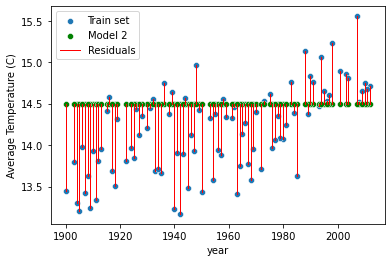 15.5
15.0
14.5
14.0
13.5
Average Temperature (C)
Train set
Model 2
Residuals
1900
1920
1940
1960
1980
2000
year